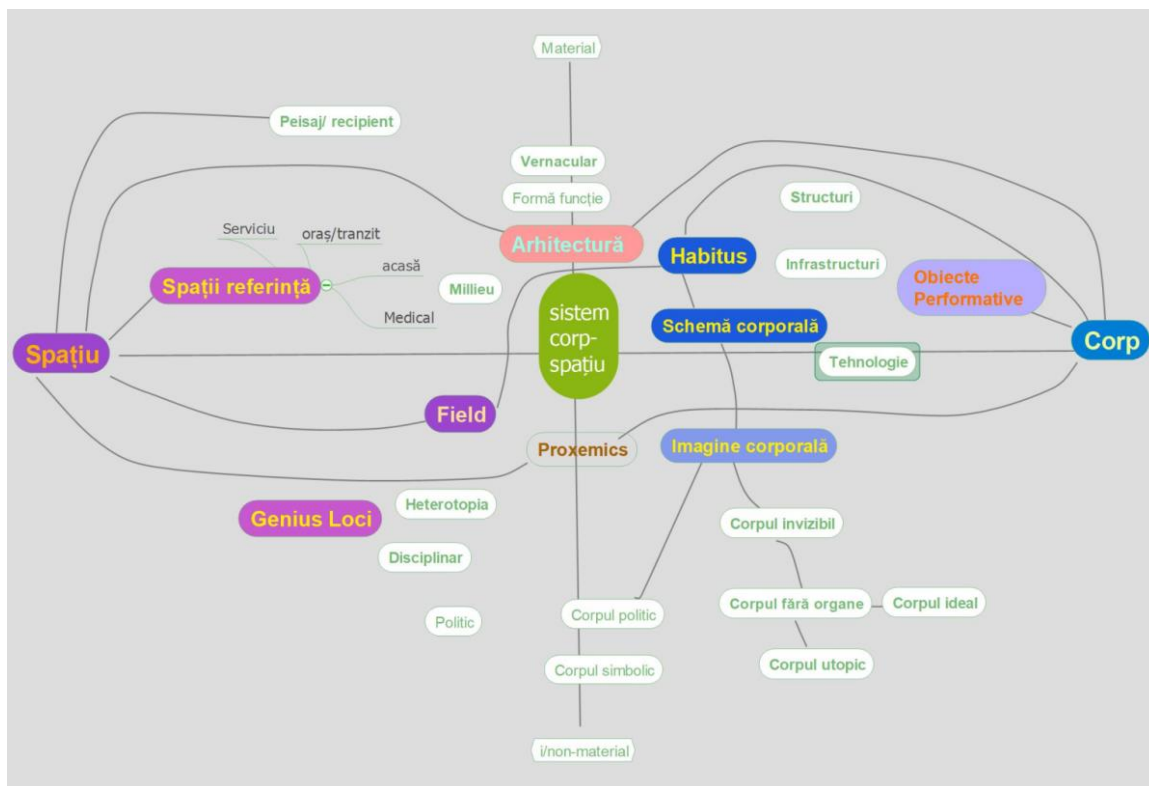 Material
Peisaj/ recipient
Vernacular
Formă funcție
Structuri
Serviciu
oraș/tranzit
Arhitectură
Habitus
Infrastructuri
acasă
Spații referință
Millieu
Obiecte
Performative
Medical
sistem
corp-
spațiu
Schemă corporală
Spațiu
Corp
Tehnologie
Field
Proxemics
Imagine corporală
Heterotopia
Genius Loci
Corpul invizibil
Disciplinar
Corpul fără organe
Corpul ideal
Politic
Corpul politic
Corpul simbolic
Corpul utopic
i/non-material